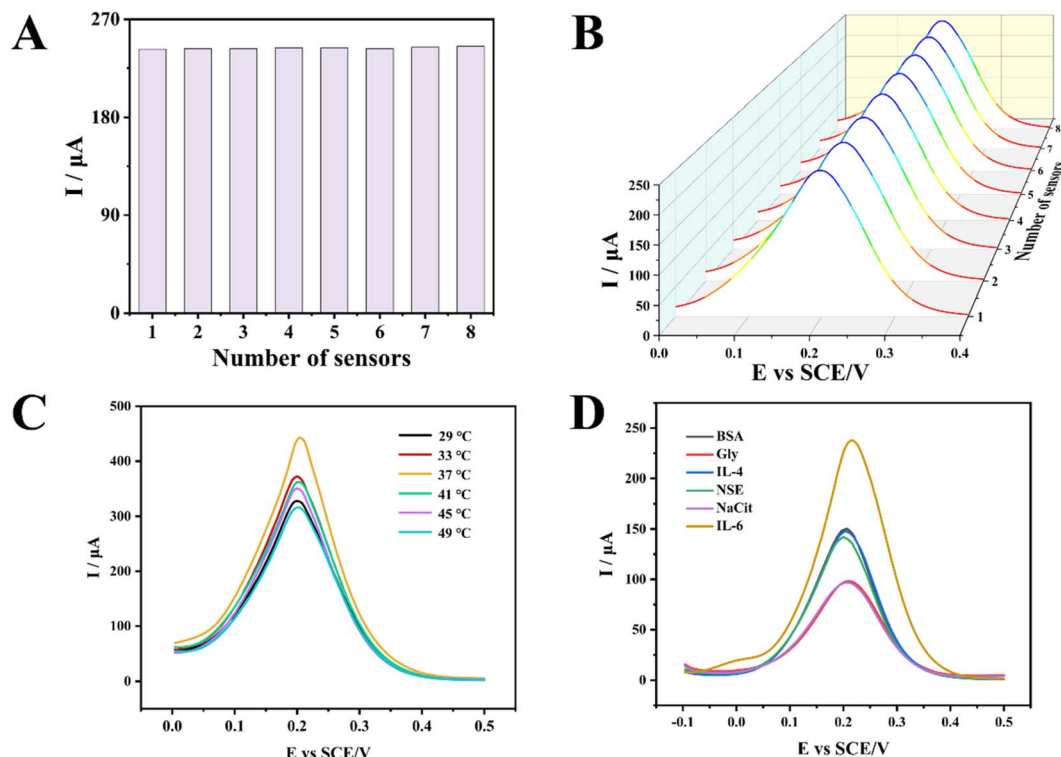 A
I / μA
270
180
90
0
1 2 3 4 5 6 7 8
Number of sensors
B
I / μA
250
200
150
100
50
0
0.0 0.1 0.2 0.3 0.4
E vs SCE/V
1 2 3 4 5 6 7 8
Number of sensors
C
I / μA
500
400
300
200
100
0
0.0 0.1 0.2 0.3 0.4 0.5
E vs SCE/V
29 ℃
33 ℃
37 ℃
41 ℃
45 ℃
49 ℃
D
I / μA
250
200
150
100
50
0
-0.1 0.0 0.1 0.2 0.3 0.4 0.5
E vs SCE/V
BSA
Gly
IL-4
NSE
NaCit
IL-6